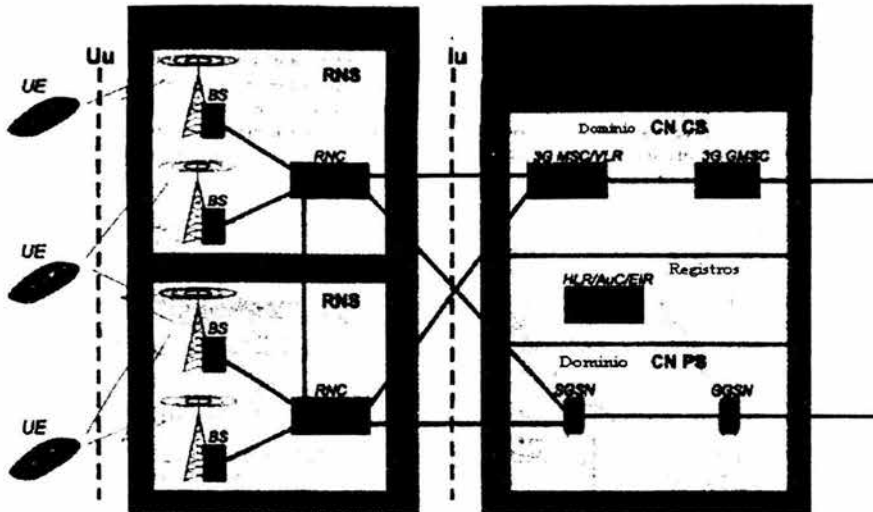 Uu
Iu
UE
UE
UE
RNS
BS
BS
RNC
RNS
BS
BS
RNC
Dominio CN CS
3G MSC/VLR
3G GMSC
Registros
HLR/AuC/EIR
Dominio CN PS
SGSN
GGSN